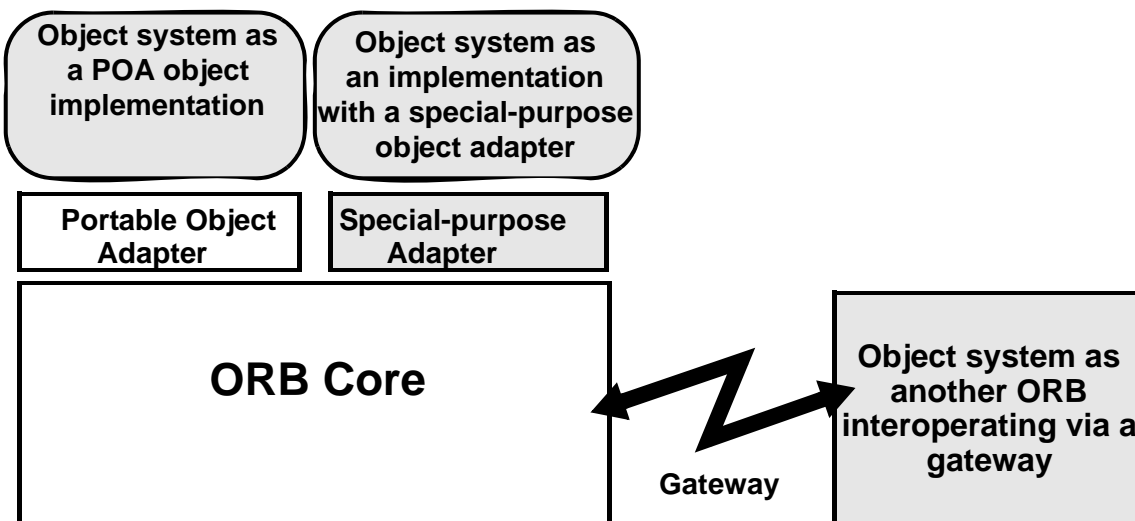 Object system as
a POA object
implementation
Object system as
an implementation
with a special-purpose
object adapter
Portable Object
Adapter
Special-purpose
Adapter
ORB Core
Object system as
another ORB
interoperating via a
gateway
Gateway